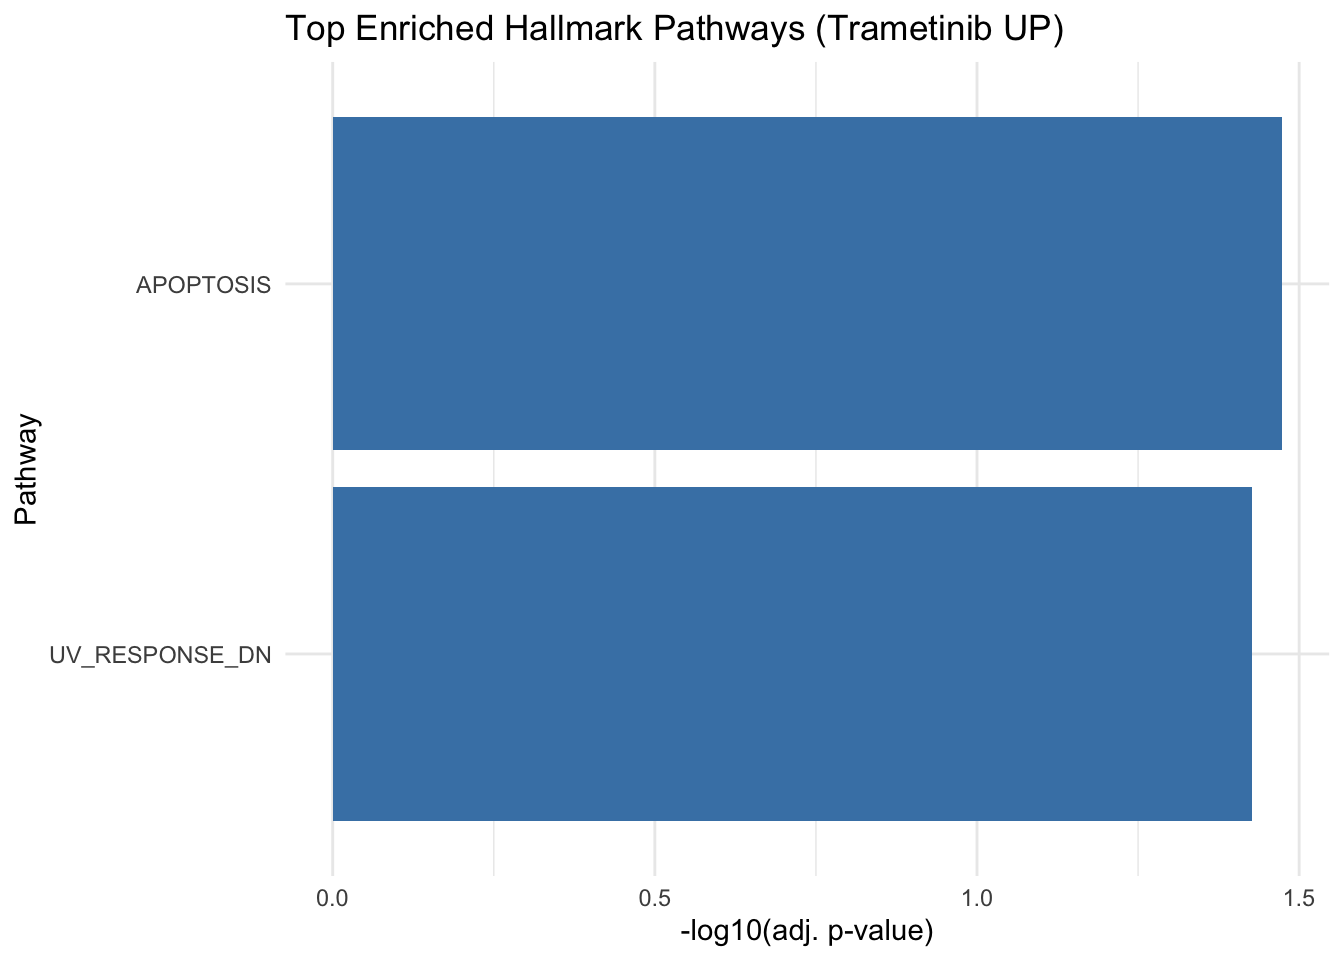 Top Enriched Hallmark Pathways (Trametinib UP)
Pathway
APOPTOSIS
UV_RESPONSE_DN
0.0 0.5 1.0 1.5
-log10(adj. p-value)